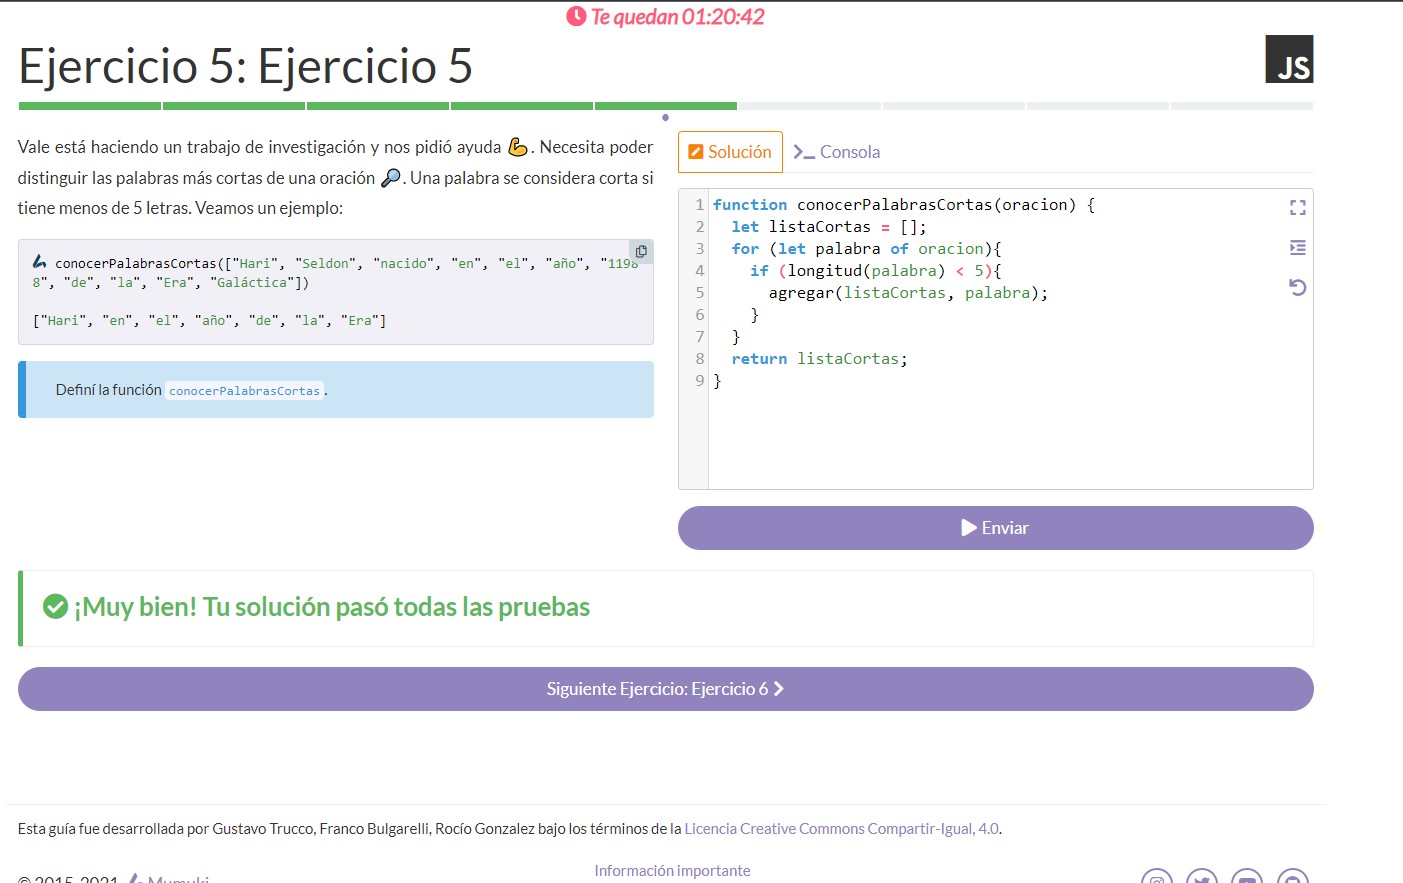 Te quedan 01:20:42
Ejercicio 5: Ejercicio 5
JS
Vale está haciendo un trabajo de investigación y nos pidió ayuda 💪. Necesita poder
distinguir las palabras más cortas de una oración 🔎. Una palabra se considera corta si
tiene menos de 5 letras. Veamos un ejemplo:
conocerPalabrasCortas(["Hari", "Seldon", "nacido", "en", "el", "año", "1198
8", "de", "la", "Era", "Galáctica"])
["Hari", "en", "el", "año", "de", "la", "Era"]
Definí la función conocerPalabrasCortas.
Solución
Consola
1 function conocerPalabrasCortas(oracion) {
2   let listaCortas = [];
3   for (let palabra of oracion){
4     if (longitud(palabra) < 5){
5       agregar(listaCortas, palabra);
6     }
7   }
8   return listaCortas;
9 }
Enviar
¡Muy bien! Tu solución pasó todas las pruebas
Siguiente Ejercicio: Ejercicio 6
Esta guía fue desarrollada por Gustavo Trucco, Franco Bulgarelli, Rocío Gonzalez bajo los términos de la Licencia Creative Commons Compartir-Igual, 4.0.
Información importante
© 2015-2021 Mumuki